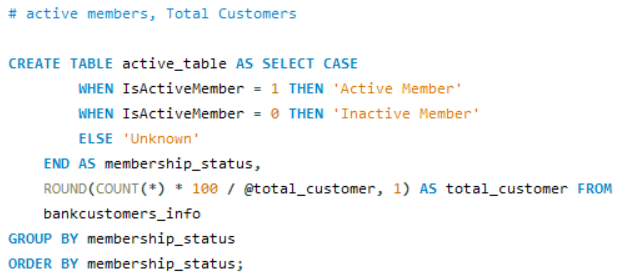 # active members, Total Customers
CREATE TABLE active_table AS SELECT CASE
WHEN IsActiveMember = 1 THEN 'Active Member'
WHEN IsActiveMember = 0 THEN 'Inactive Member'
ELSE 'Unknown'
END AS membership_status,
ROUND(COUNT(*) * 100 / @total_customer, 1) AS total_customer FROM
bankcustomers_info
GROUP BY membership_status
ORDER BY membership_status;